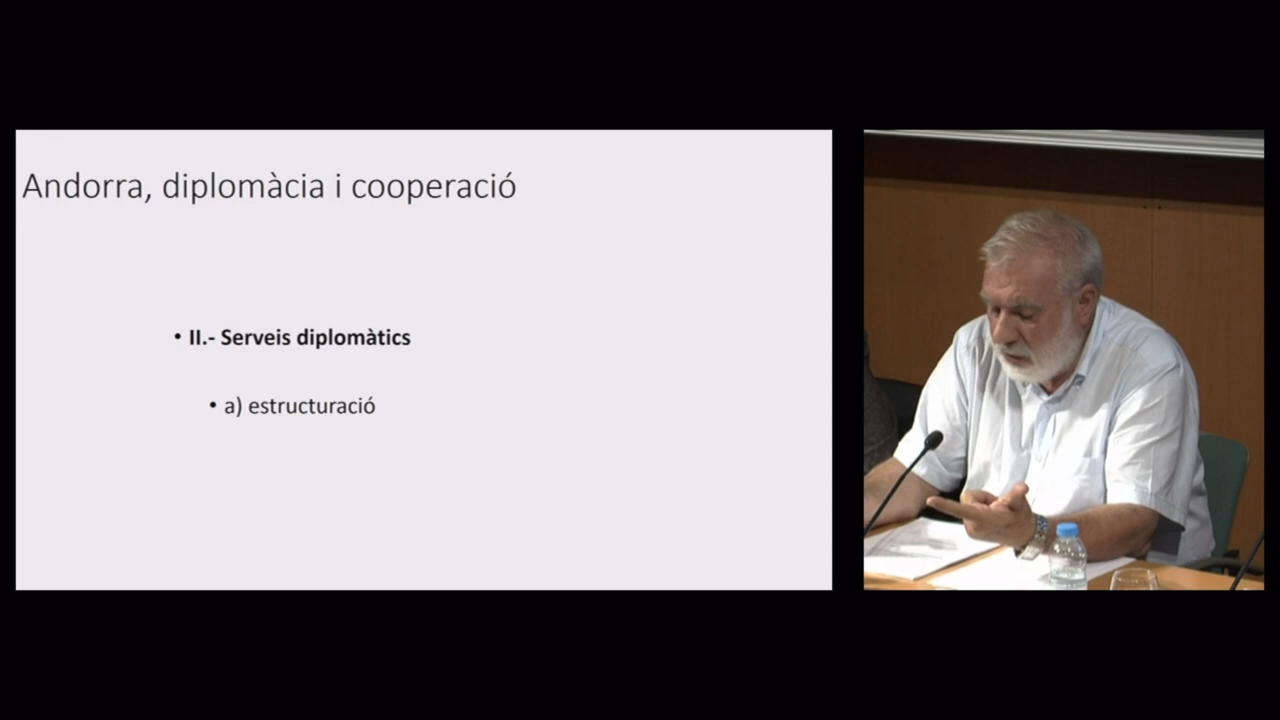 Andorra, diplomàcia i cooperació
• II.- Serveis diplomàtics
• a) estructuració